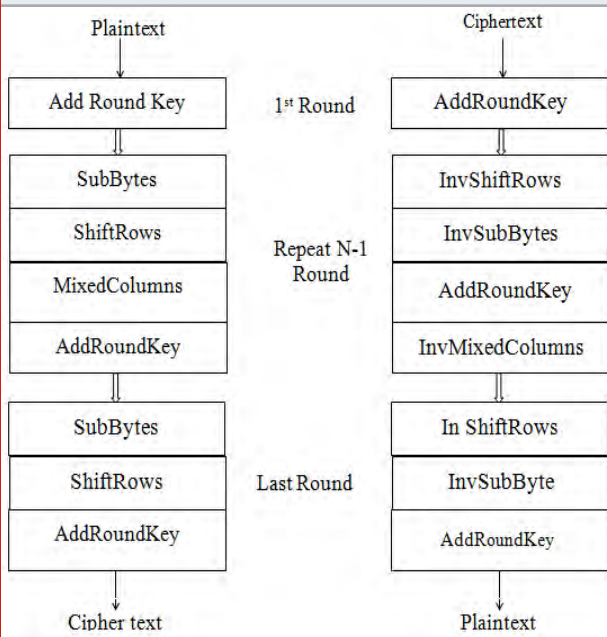 Plaintext
Add Round Key
SubBytes
ShiftRows
MixedColumns
AddRoundKey
SubBytes
ShiftRows
AddRoundKey
Cipher text
1st Round
Repeat N-1
Round
Last Round
Ciphertext
AddRoundKey
InvShiftRows
InvSubBytes
AddRoundKey
InvMixedColumns
In ShiftRows
InvSubByte
AddRoundKey
Plaintext